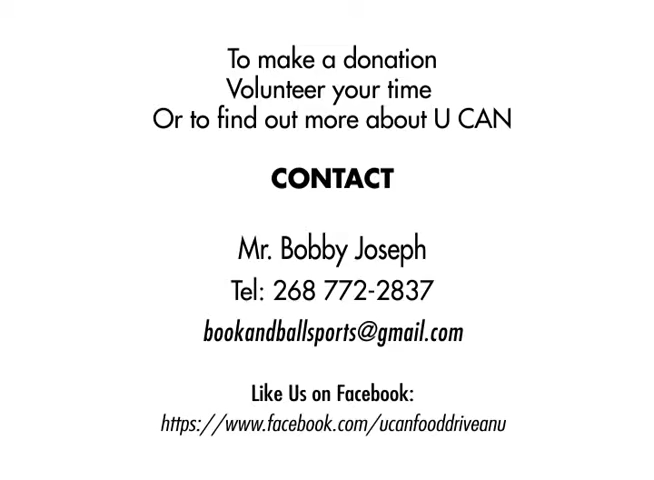 To make a donation
Volunteer your time
Or to find out more about U CAN
CONTACT
Mr. Bobby Joseph
Tel: 268 772-2837
bookandballsports@gmail.com
Like Us on Facebook:
https://www.facebook.com/ucanfooddriveanu